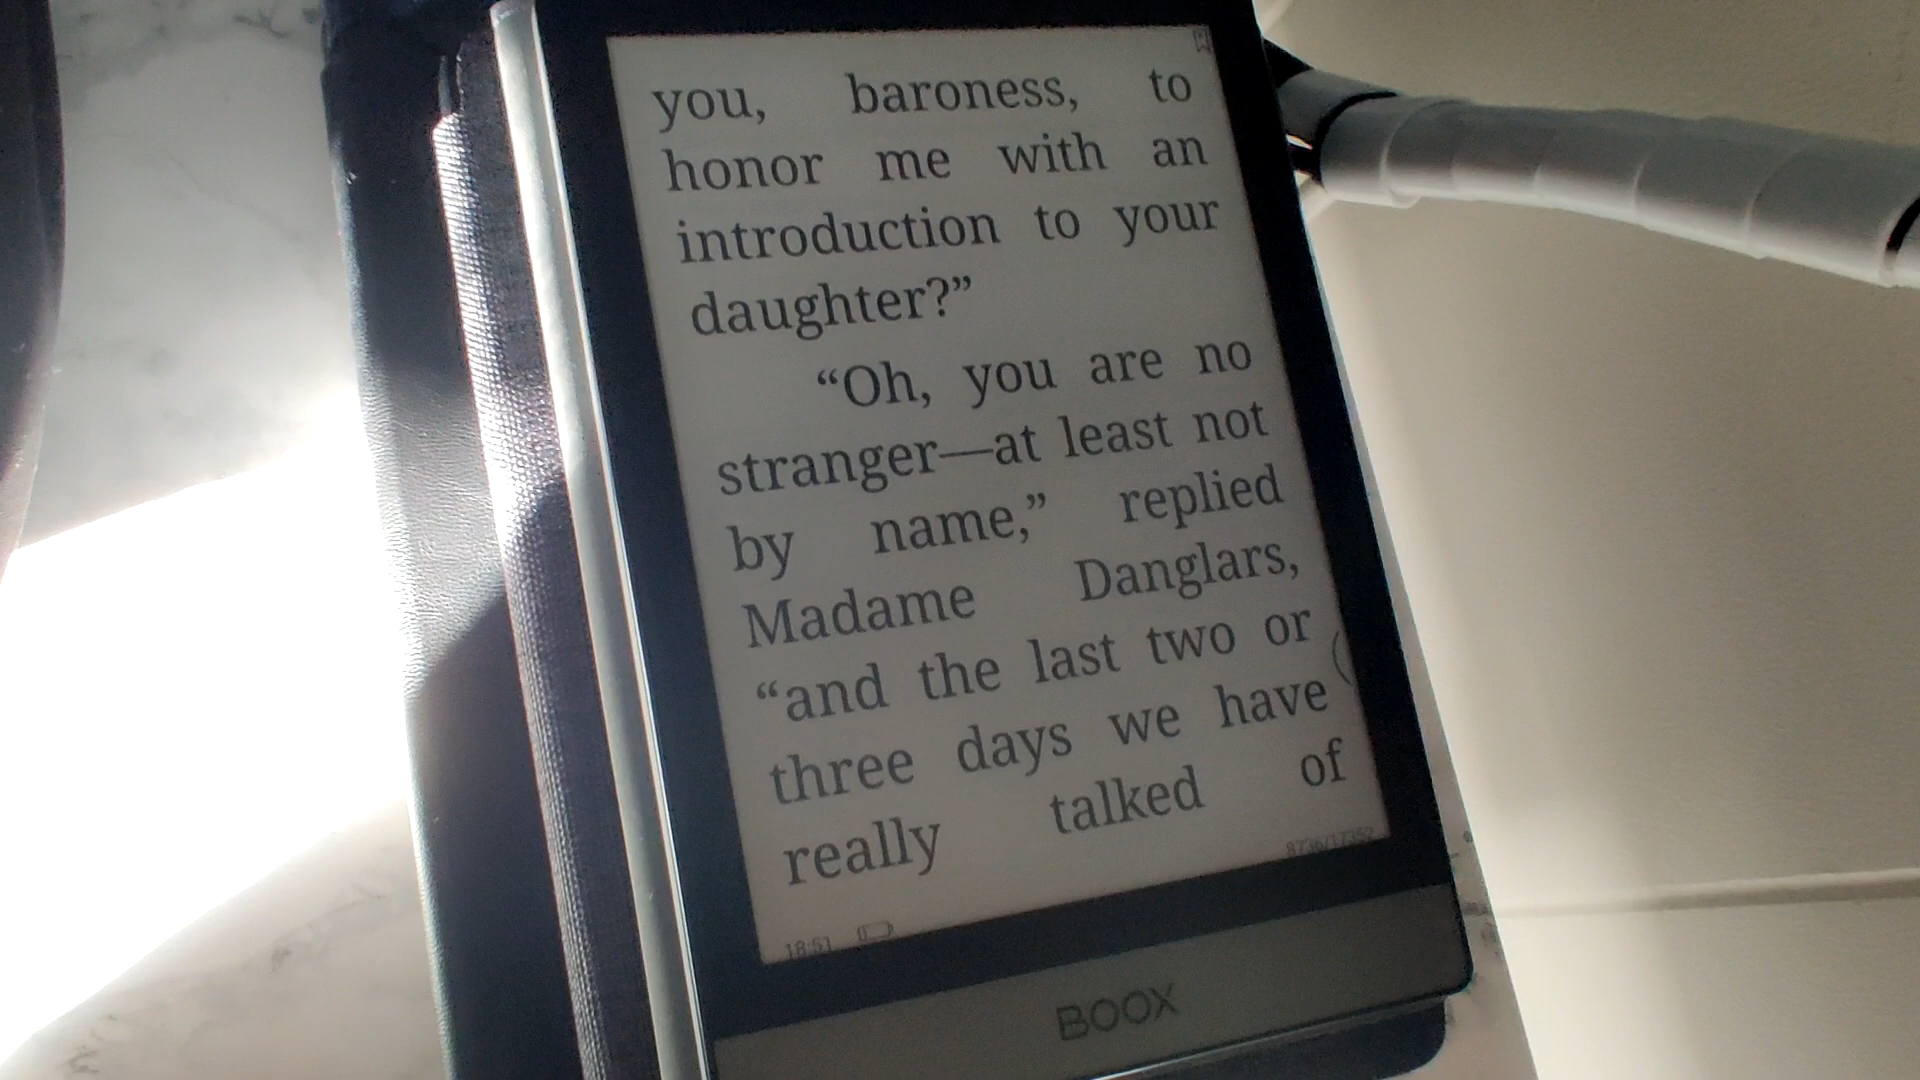 you, baroness, to
honor me with an
introduction to your
daughter?”
“Oh, you are no
stranger—at least not
by name,” replied
Madame Danglars,
“and the last two or
three days we have
really talked of
8736/17352
18:51
BOOX